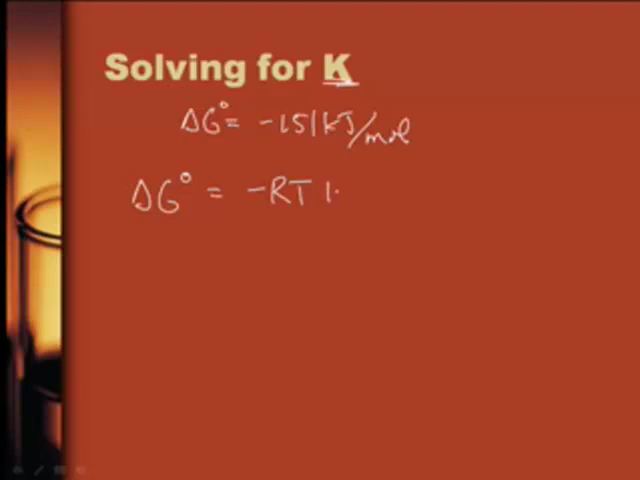 Solving for K
ΔG° = -151 kJ/mol
ΔG° = -RT l